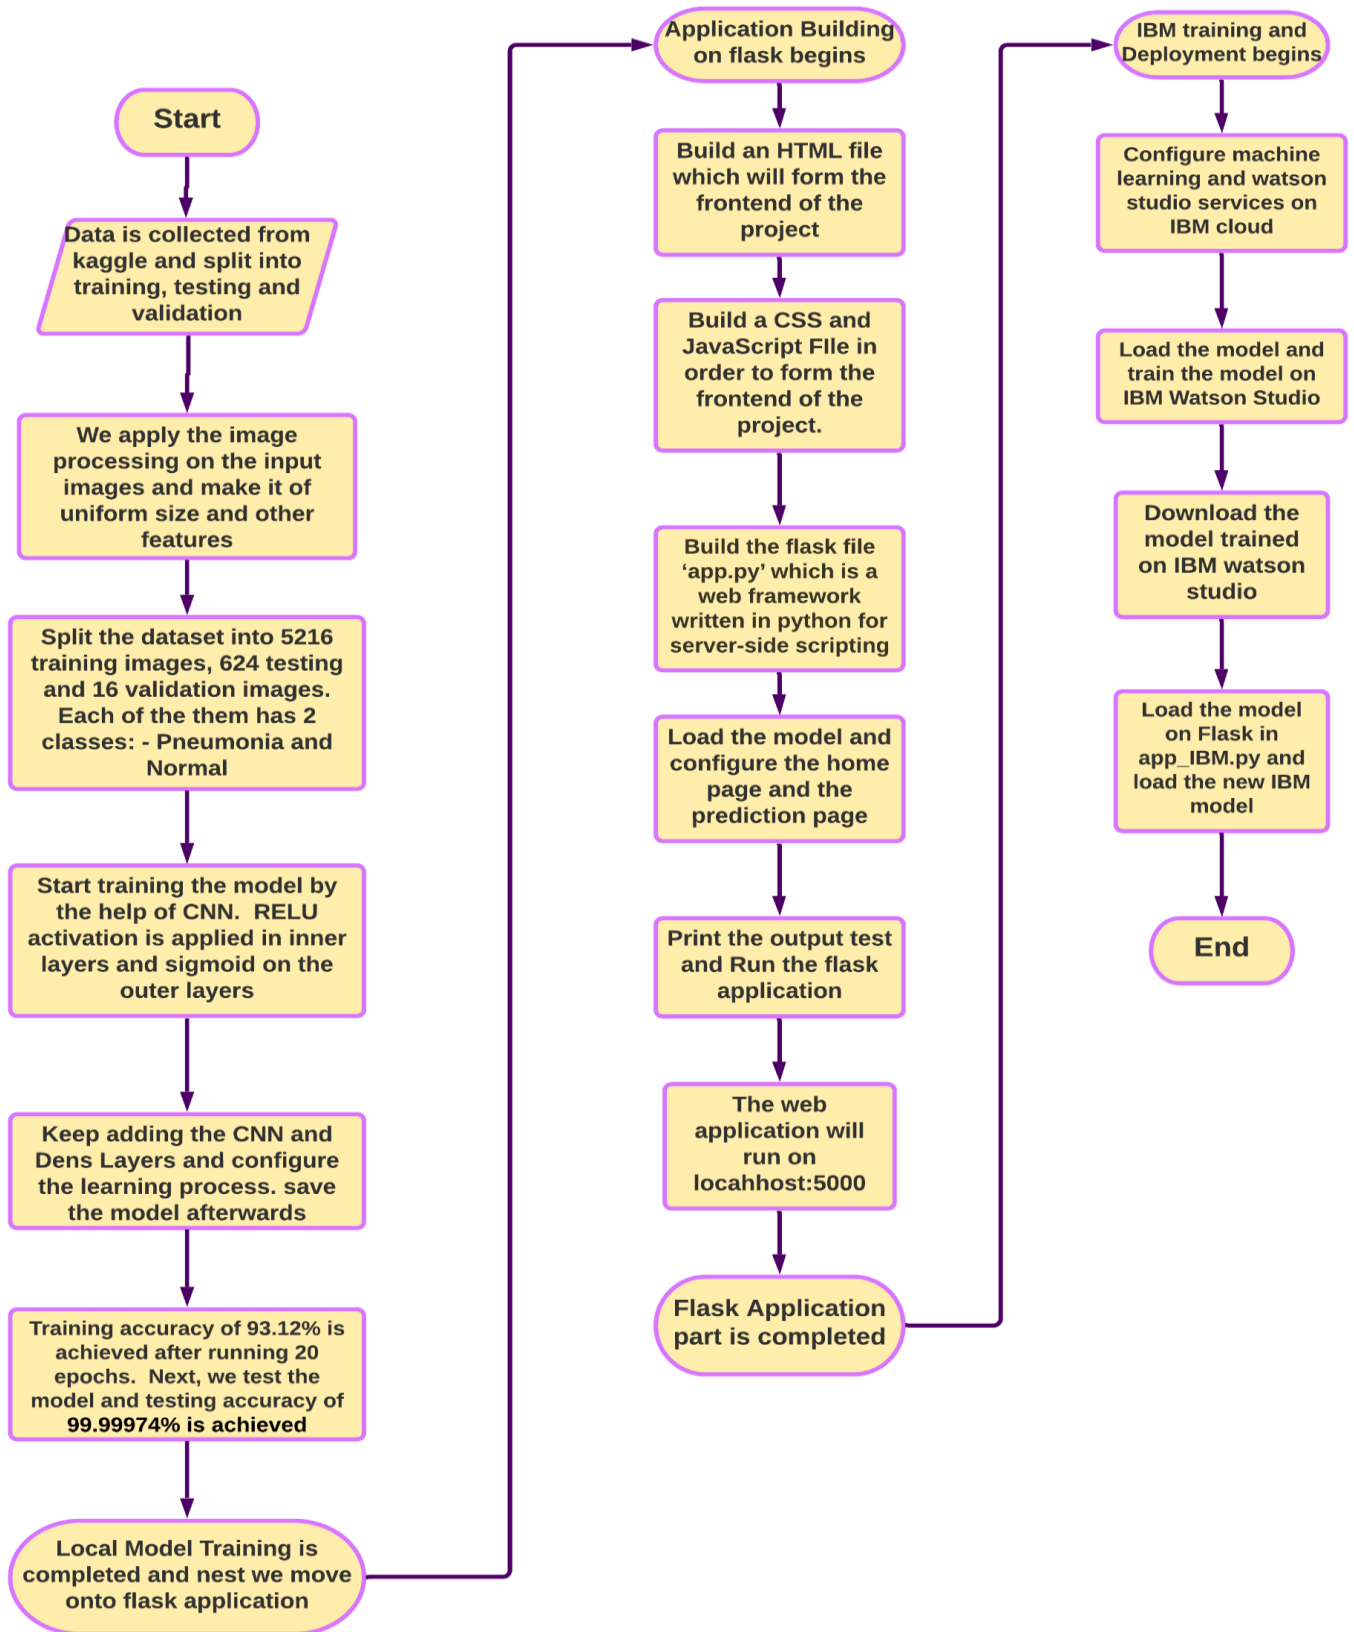 Start
Data is collected from
kaggle and split into
training, testing and
validation
We apply the image
processing on the input
images and make it of
uniform size and other
features
Split the dataset into 5216
training images, 624 testing
and 16 validation images.
Each of the them has 2
classes: - Pneumonia and
Normal
Start training the model by
the help of CNN.  RELU
activation is applied in inner
layers and sigmoid on the
outer layers
Keep adding the CNN and
Dens Layers and configure
the learning process. save
the model afterwards
Training accuracy of 93.12% is
achieved after running 20
epochs.  Next, we test the
model and testing accuracy of
99.99974% is achieved
Local Model Training is
completed and nest we move
onto flask application
Application Building
on flask begins
Build an HTML file
which will form the
frontend of the
project
Build a CSS and
JavaScript FIle in
order to form the
frontend of the
project.
Build the flask file
‘app.py’ which is a
web framework
written in python for
server-side scripting
Load the model and
configure the home
page and the
prediction page
Print the output test
and Run the flask
application
The web
application will
run on
locahhost:5000
Flask Application
part is completed
IBM training and
Deployment begins
Configure machine
learning and watson
studio services on
IBM cloud
Load the model and
train the model on
IBM Watson Studio
Download the
model trained
on IBM watson
studio
Load the model
on Flask in
app_IBM.py and
load the new IBM
model
End